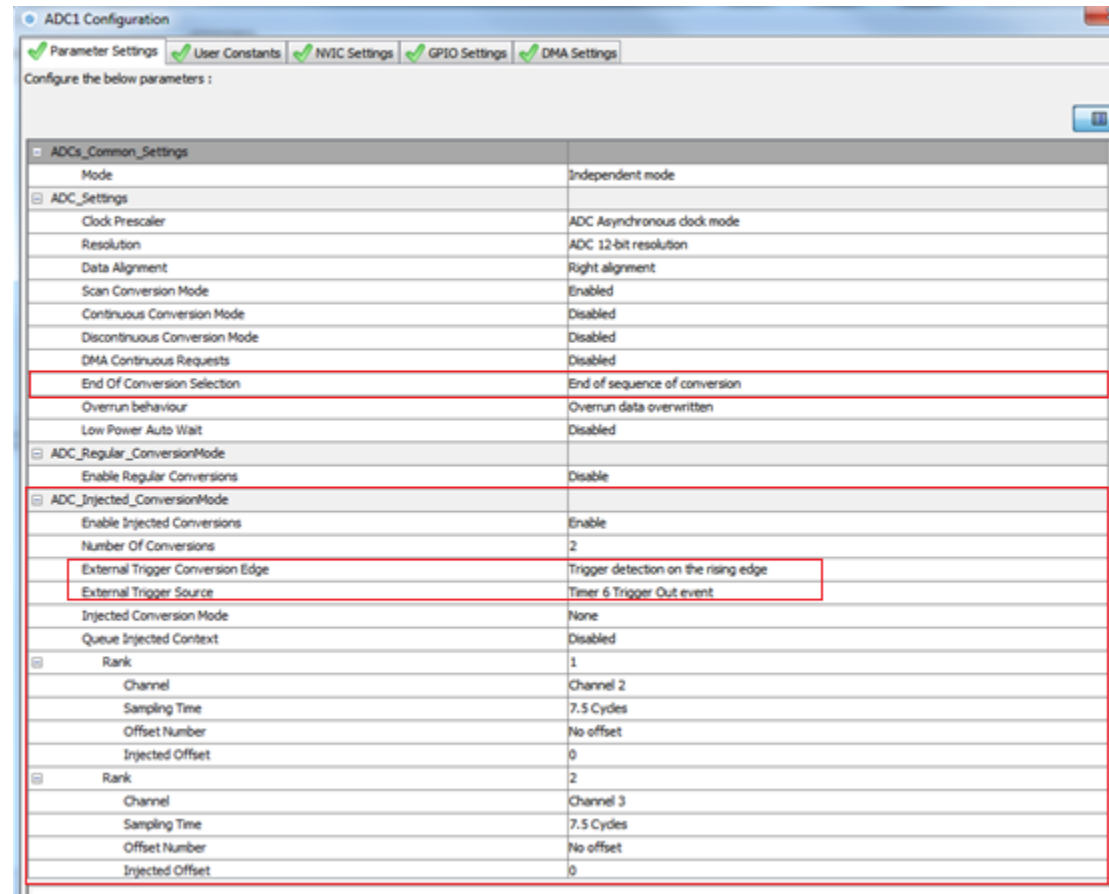 ADC1 Configuration
Parameter Settings User Constants NVIC Settings GPIO Settings DMA Settings
Configure the below parameters :
ADCs_Common_Settings
Mode Independent mode
ADC_Settings
Clock Prescaler ADC Asynchronous clock mode
Resolution ADC 12-bit resolution
Data Alignment Right alignment
Scan Conversion Mode Enabled
Continuous Conversion Mode Disabled
Discontinuous Conversion Mode Disabled
DMA Continuous Requests Disabled
End Of Conversion Selection End of sequence of conversion
Overrun behaviour Overrun data overwritten
Low Power Auto Wait Disabled
ADC_Regular_ConversionMode
Enable Regular Conversions Disable
ADC_Injected_ConversionMode
Enable Injected Conversions Enable
Number Of Conversions 2
External Trigger Conversion Edge Trigger detection on the rising edge
External Trigger Source Timer 6 Trigger Out event
Injected Conversion Mode None
Queue Injected Context Disabled
Rank 1
Channel Channel 2
Sampling Time 7.5 Cycles
Offset Number No offset
Injected Offset 0
Rank 2
Channel Channel 3
Sampling Time 7.5 Cycles
Offset Number No offset
Injected Offset 0